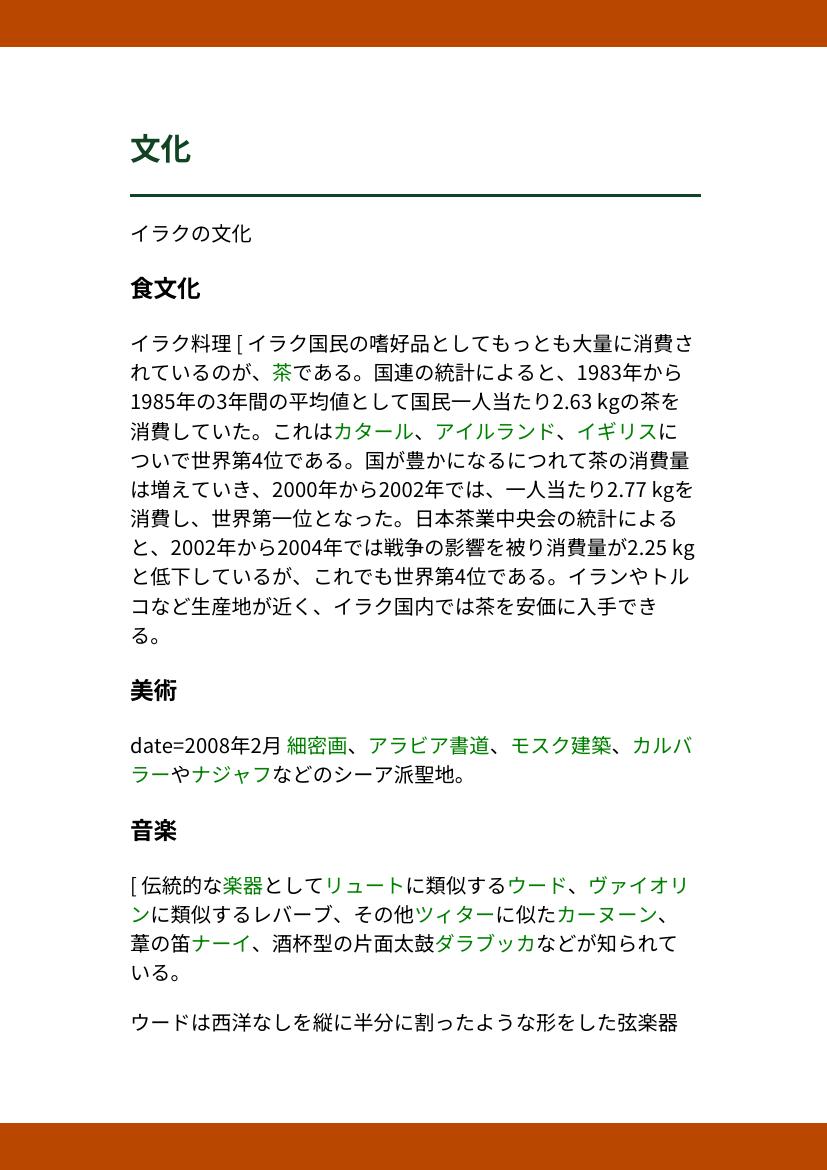 文化
イラクの文化
食文化
イラク料理 [ イラク国民の嗜好品としてもっとも大量に消費さ
れているのが、茶である。国連の統計によると、1983年から
1985年の3年間の平均値として国民一人当たり2.63 kgの茶を
消費していた。これはカタール、アイルランド、イギリスに
ついで世界第4位である。国が豊かになるにつれて茶の消費量
は増えていき、2000年から2002年では、一人当たり2.77 kgを
消費し、世界第一位となった。日本茶業中央会の統計による
と、2002年から2004年では戦争の影響を被り消費量が2.25 kg
と低下しているが、これでも世界第4位である。イランやトル
コなど生産地が近く、イラク国内では茶を安価に入手でき
る。
美術
date=2008年2月 細密画、アラビア書道、モスク建築、カルバ
ラーやナジャフなどのシーア派聖地。
音楽
[ 伝統的な楽器としてリュートに類似するウード、ヴァイオリ
ンに類似するレバーブ、その他ツィターに似たカーヌーン、
葦の笛ナーイ、酒杯型の片面太鼓ダラブッカなどが知られて
いる。
ウードは西洋なしを縦に半分に割ったような形をした弦楽器